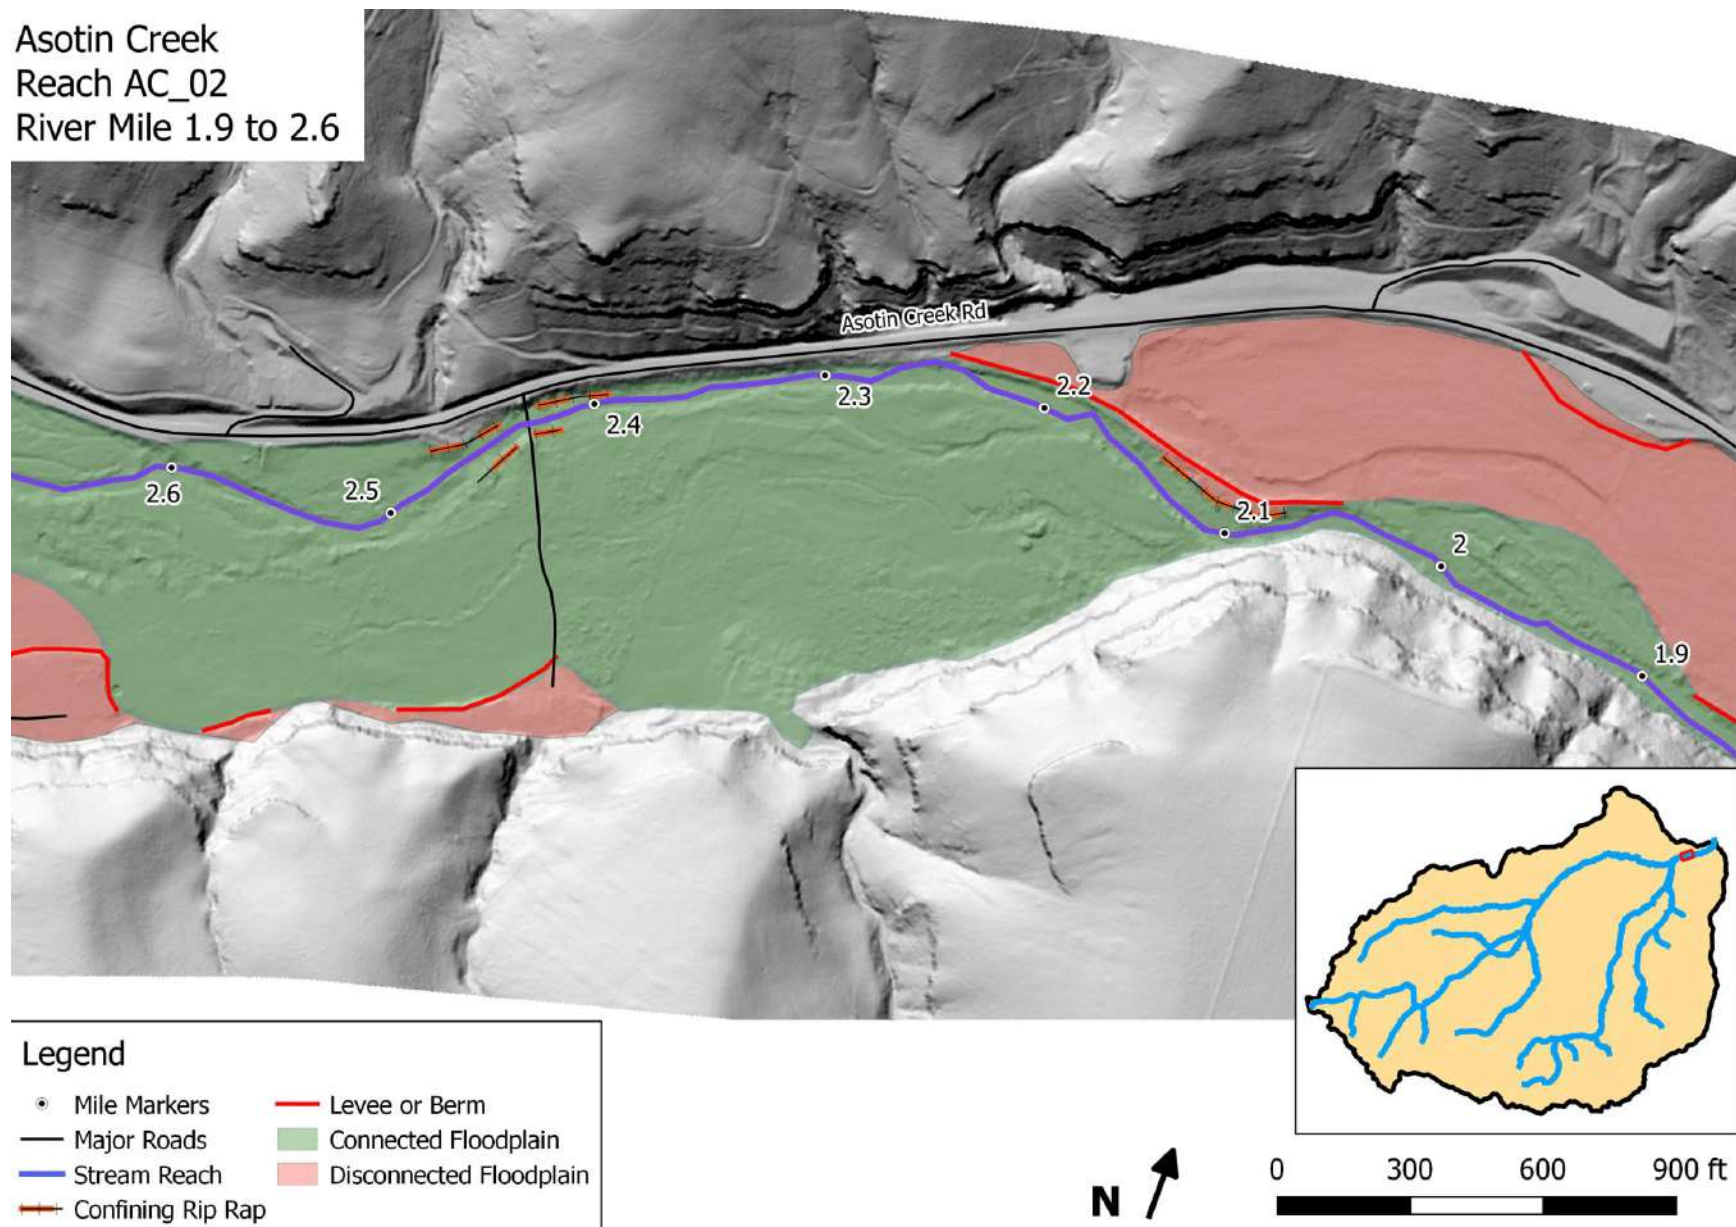 Asotin Creek
Reach AC_02
River Mile 1.9 to 2.6
Asotin Creek Rd
2.3
2.2
2.4
2.5
2.6
2.1
2
1.9
Legend
Mile Markers
Major Roads
Stream Reach
Confining Rip Rap
Levee or Berm
Connected Floodplain
Disconnected Floodplain
N
0 300 600 900 ft